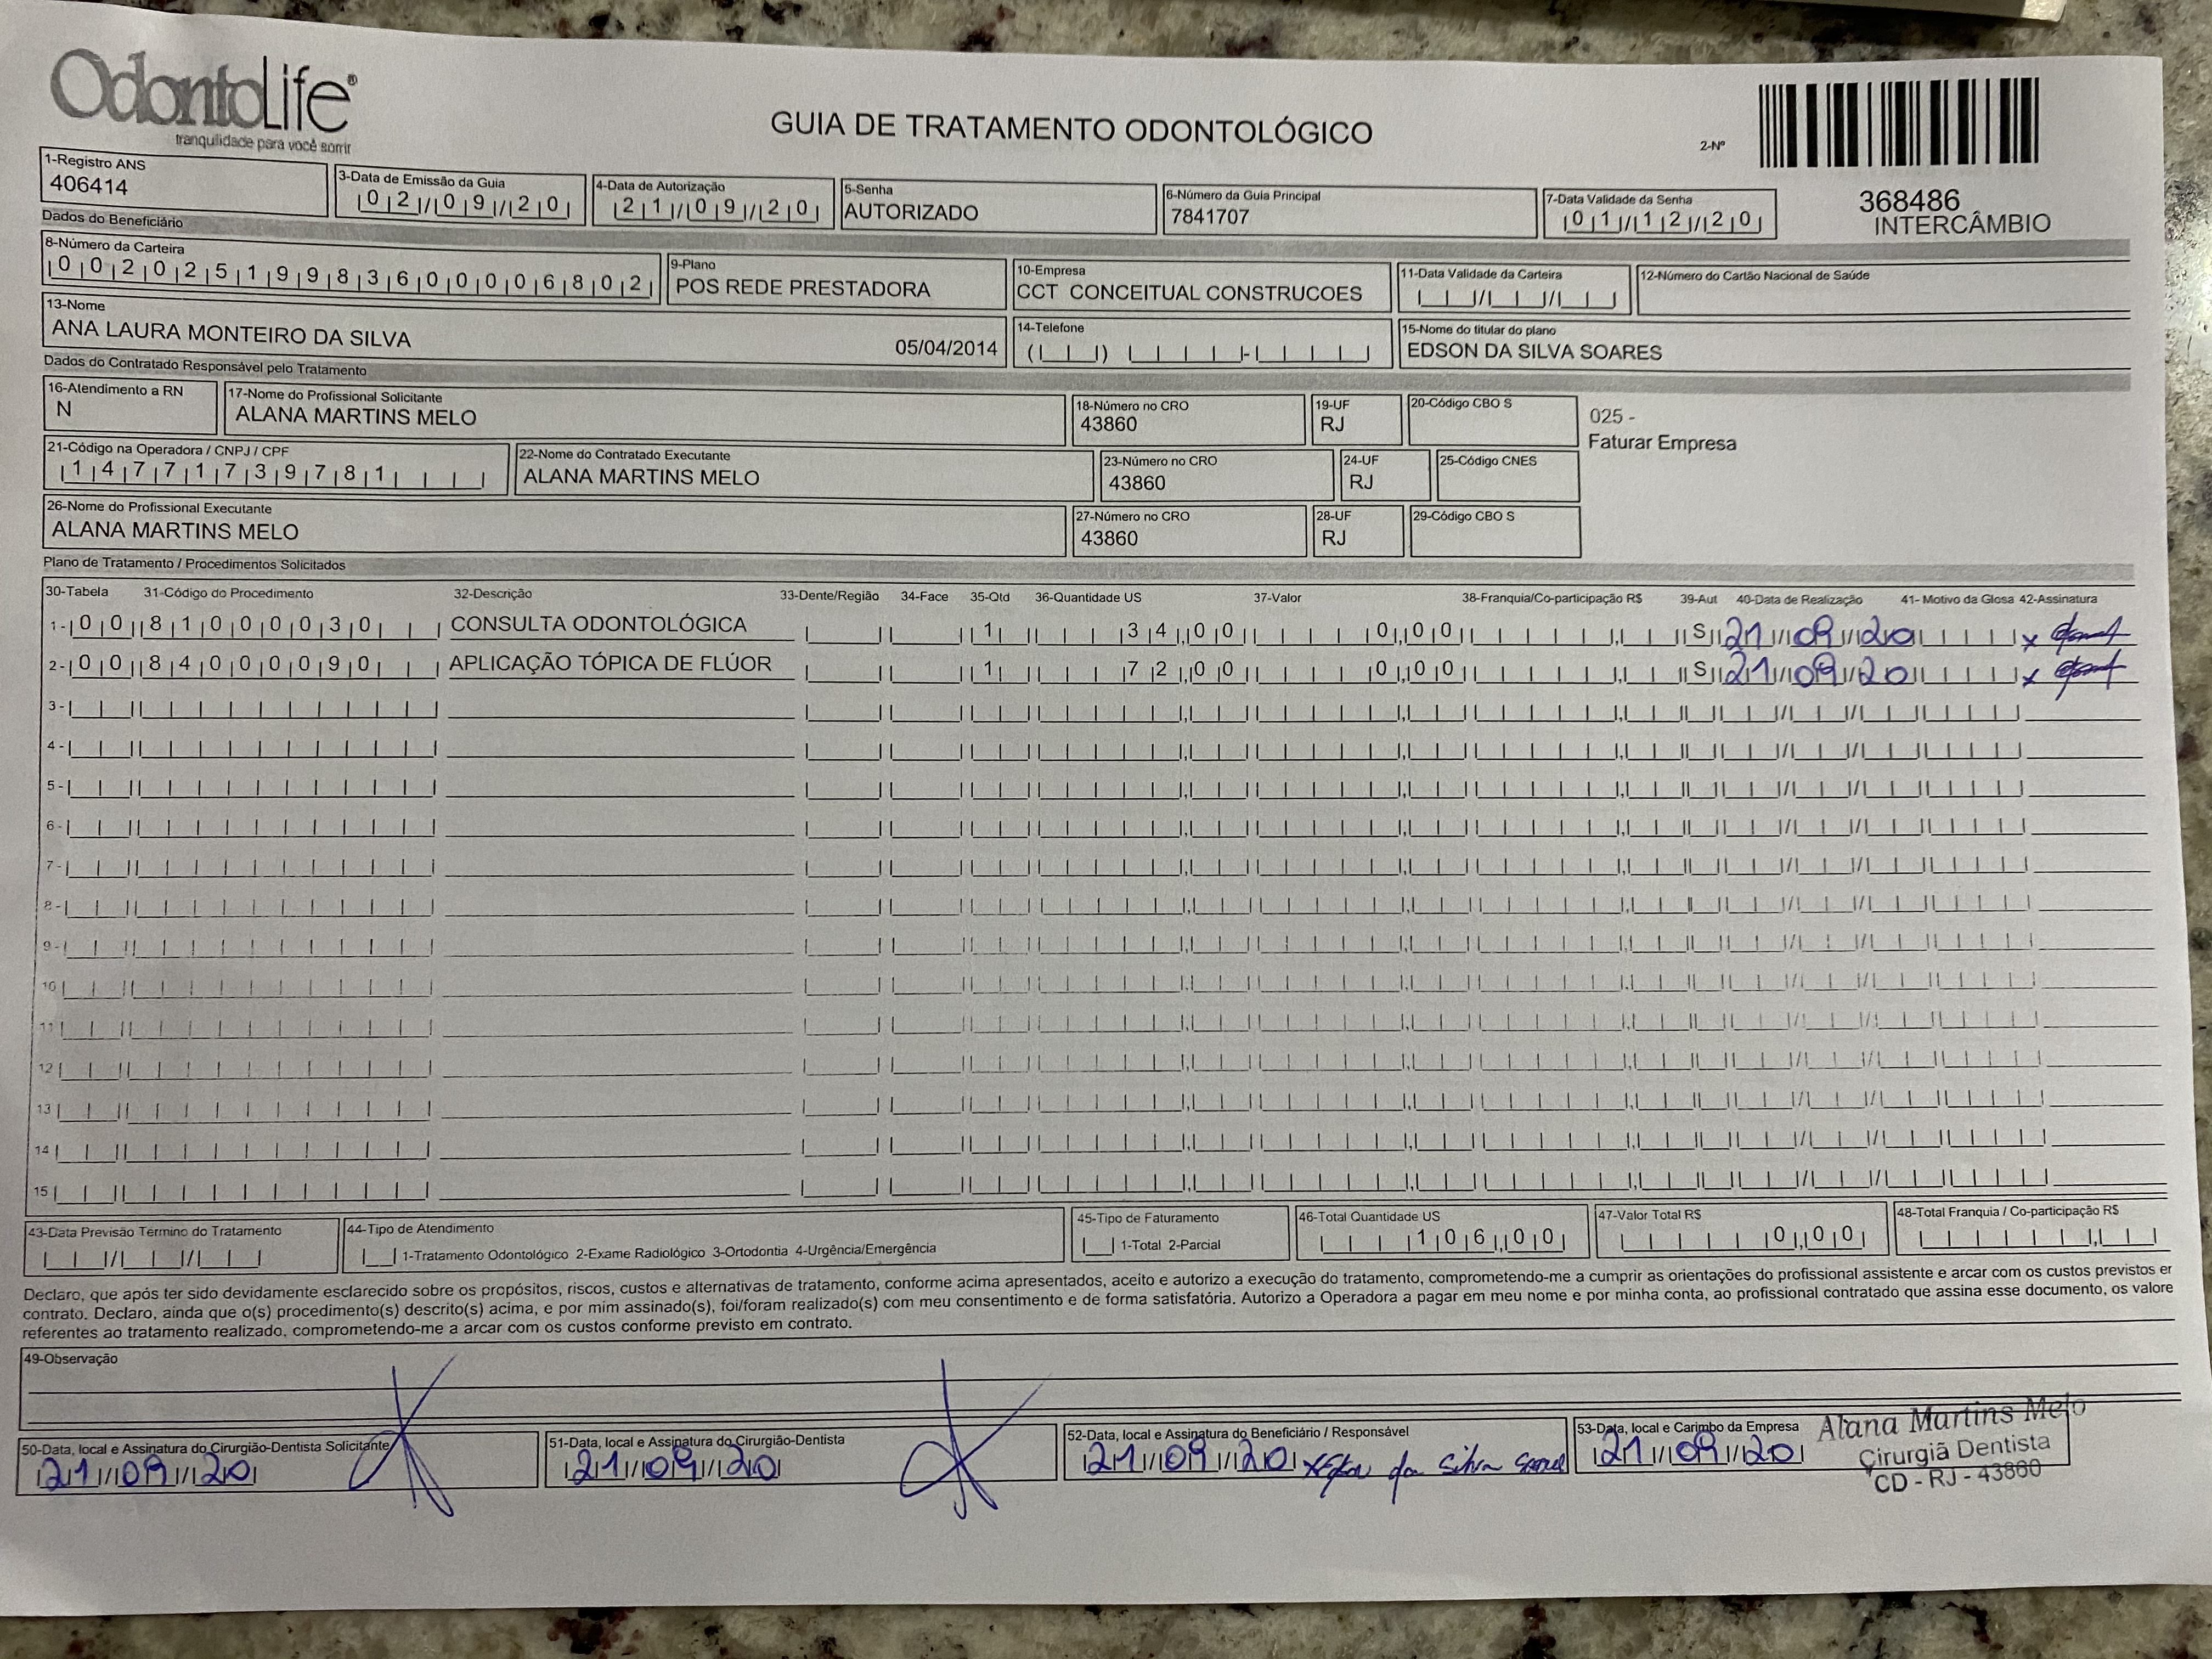 OdontoLife®
tranquilidade para você sorrir
GUIA DE TRATAMENTO ODONTOLÓGICO
2-Nº
368486
INTERCÂMBIO
1-Registro ANS
406414
3-Data de Emissão da Guia
02/09/20
4-Data de Autorização
21/09/20
5-Senha
AUTORIZADO
6-Número da Guia Principal
7841707
7-Data Validade da Senha
01/12/20
Dados do Beneficiário
8-Número da Carteira
00202519983600006802
9-Plano
POS REDE PRESTADORA
10-Empresa
CCT CONCEITUAL CONSTRUCOES
11-Data Validade da Carteira
12-Número do Cartão Nacional de Saúde
13-Nome
ANA LAURA MONTEIRO DA SILVA 05/04/2014
14-Telefone
15-Nome do titular do plano
EDSON DA SILVA SOARES
Dados do Contratado Responsável pelo Tratamento
16-Atendimento a RN
N
17-Nome do Profissional Solicitante
ALANA MARTINS MELO
18-Número no CRO
43860
19-UF
RJ
20-Código CBO S
025 -
Faturar Empresa
21-Código na Operadora / CNPJ / CPF
14771739781
22-Nome do Contratado Executante
ALANA MARTINS MELO
23-Número no CRO
43860
24-UF
RJ
25-Código CNES
26-Nome do Profissional Executante
ALANA MARTINS MELO
27-Número no CRO
43860
28-UF
RJ
29-Código CBO S
Plano de Tratamento / Procedimentos Solicitados
30-Tabela 31-Código do Procedimento 32-Descrição 33-Dente/Região 34-Face 35-Qtd 36-Quantidade US 37-Valor 38-Franquia/Co-participação R$ 39-Aut 40-Data de Realização 41- Motivo da Glosa 42-Assinatura
1- 00 81000030 CONSULTA ODONTOLÓGICA 1 34,00 0,00 S 21/09/20 x
2- 00 84000090 APLICAÇÃO TÓPICA DE FLÚOR 1 72,00 0,00 S 21/09/20 x
3-
4-
5-
6-
7-
8-
9-
10
11
12
13
14
15
43-Data Previsão Término do Tratamento
44-Tipo de Atendimento
1-Tratamento Odontológico 2-Exame Radiológico 3-Ortodontia 4-Urgência/Emergência
45-Tipo de Faturamento
1-Total 2-Parcial
46-Total Quantidade US
106,00
47-Valor Total R$
0,00
48-Total Franquia / Co-participação R$
Declaro, que após ter sido devidamente esclarecido sobre os propósitos, riscos, custos e alternativas de tratamento, conforme acima apresentados, aceito e autorizo a execução do tratamento, comprometendo-me a cumprir as orientações do profissional assistente e arcar com os custos previstos er
contrato. Declaro, ainda que o(s) procedimento(s) descrito(s) acima, e por mim assinado(s), foi/foram realizado(s) com meu consentimento e de forma satisfatória. Autorizo a Operadora a pagar em meu nome e por minha conta, ao profissional contratado que assina esse documento, os valore
referentes ao tratamento realizado, comprometendo-me a arcar com os custos conforme previsto em contrato.
49-Observação
50-Data, local e Assinatura do Cirurgião-Dentista Solicitante
21/09/20
51-Data, local e Assinatura do Cirurgião-Dentista
21/09/20
52-Data, local e Assinatura do Beneficiário / Responsável
21/09/20 x da Silva
53-Data, local e Carimbo da Empresa
21/09/20
Alana Martins Melo
Cirurgiã Dentista
CD - RJ - 43860